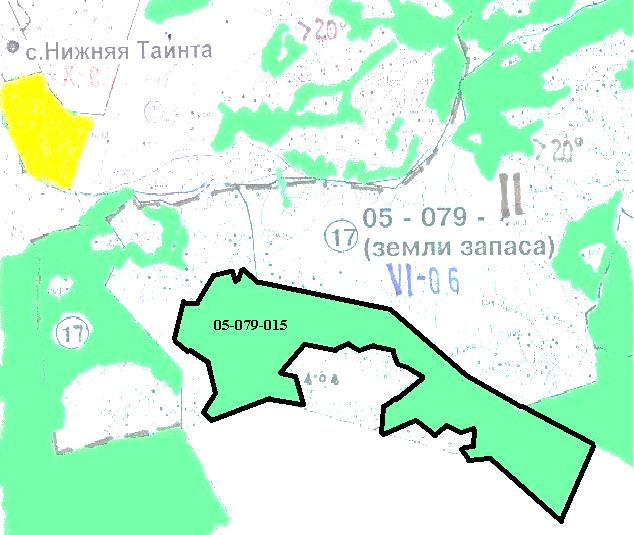 >20°
с.Нижняя Таинта
>20°
II
05 - 079 -
17
(земли запаса)
VI-06
05-079-015
17